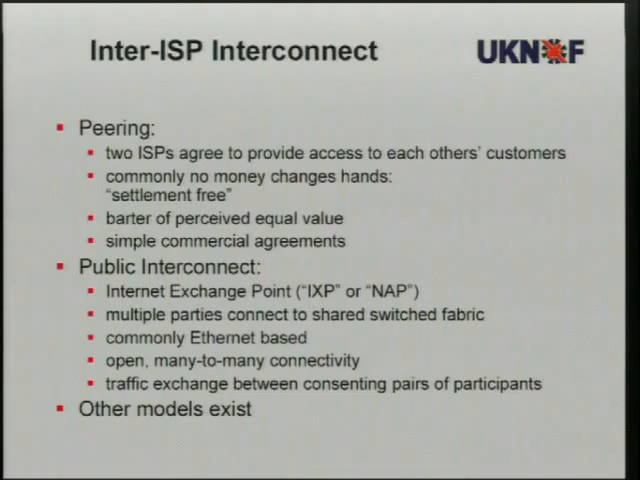 Inter-ISP Interconnect
UKNOF
Peering:
two ISPs agree to provide access to each others' customers
commonly no money changes hands:
"settlement free"
barter of perceived equal value
simple commercial agreements
Public Interconnect:
Internet Exchange Point ("IXP" or "NAP")
multiple parties connect to shared switched fabric
commonly Ethernet based
open, many-to-many connectivity
traffic exchange between consenting pairs of participants
Other models exist